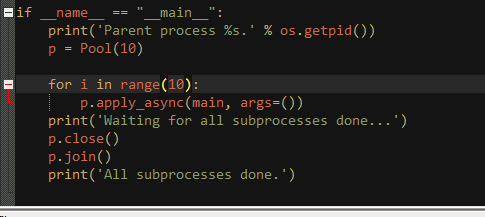 if __name__ == "__main__":
    print('Parent process %s.' % os.getpid())
    p = Pool(10)

    for i in range(10):
        p.apply_async(main, args=())
    print('Waiting for all subprocesses done...')
    p.close()
    p.join()
    print('All subprocesses done.')